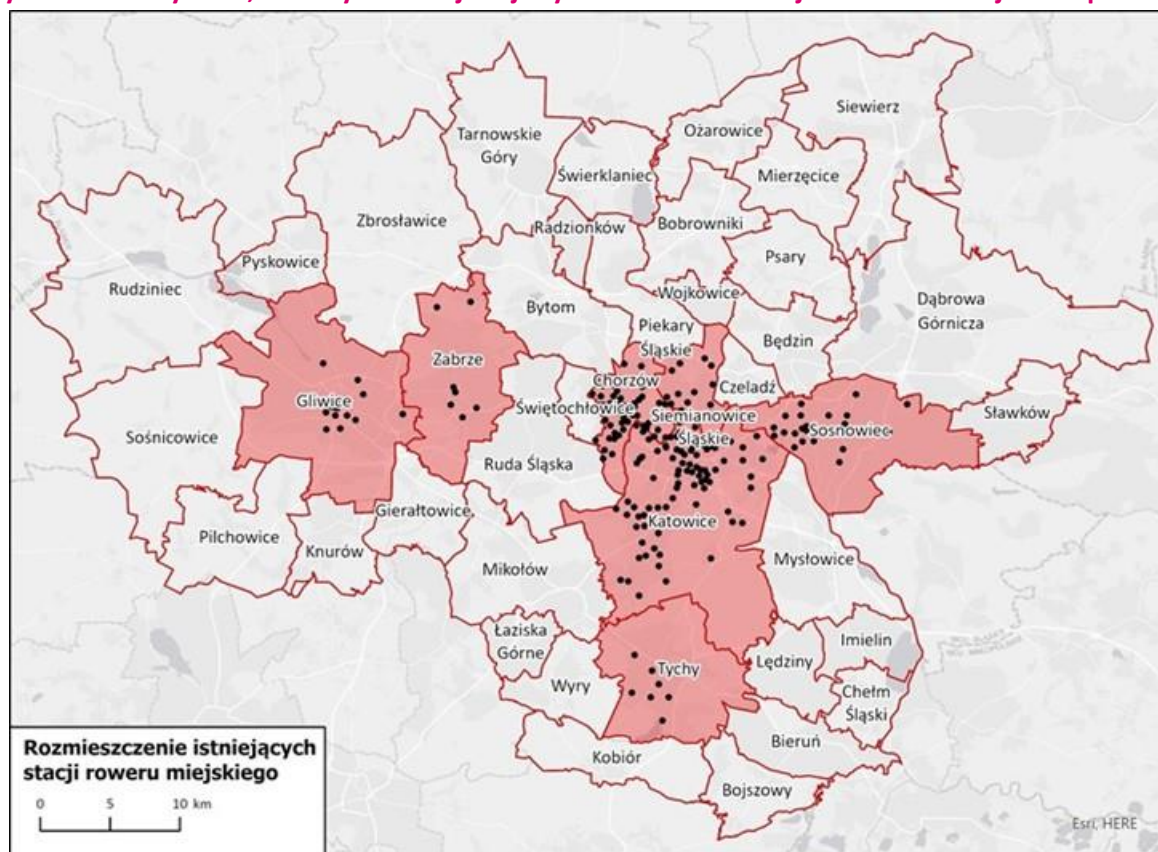 Siewierz
Ożarowice
Tarnowskie
Góry
Świerklaniec
Mierzęcice
Zbrosławice
Radzionków
Bobrowniki
Pyskowice
Psary
Rudziniec
Wojkowice
Dąbrowa
Górnicza
Bytom
Piekary
Śląskie
Będzin
Zabrze
Chorzów
Czeladź
Gliwice
Świętochłowice
Siemianowice
Śląskie
Sławków
Sosnowiec
Sośnicowice
Ruda Śląska
Gierałtowice
Katowice
Pilchowice
Knurów
Mikołów
Mysłowice
Łaziska
Górne
Imielin
Tychy
Lędziny
Wyry
Chełm
Śląski
Bieruń
Kobiór
Bojszowy
Rozmieszczenie istniejących
stacji roweru miejskiego
0 5 10 km
Esri, HERE